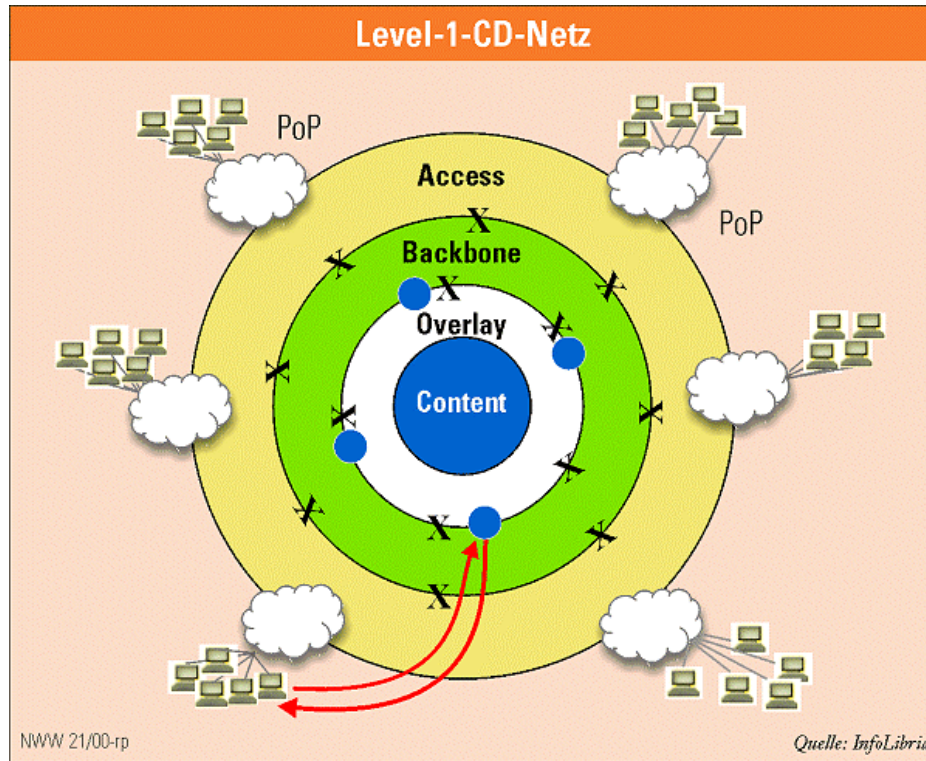 Level-1-CD-Netz
PoP
PoP
Access
X
Backbone
X
X
X
Overlay
X
X
Content
X
X
X
X
X
X
X
X
NWW 21/00-rp
Quelle: InfoLibria